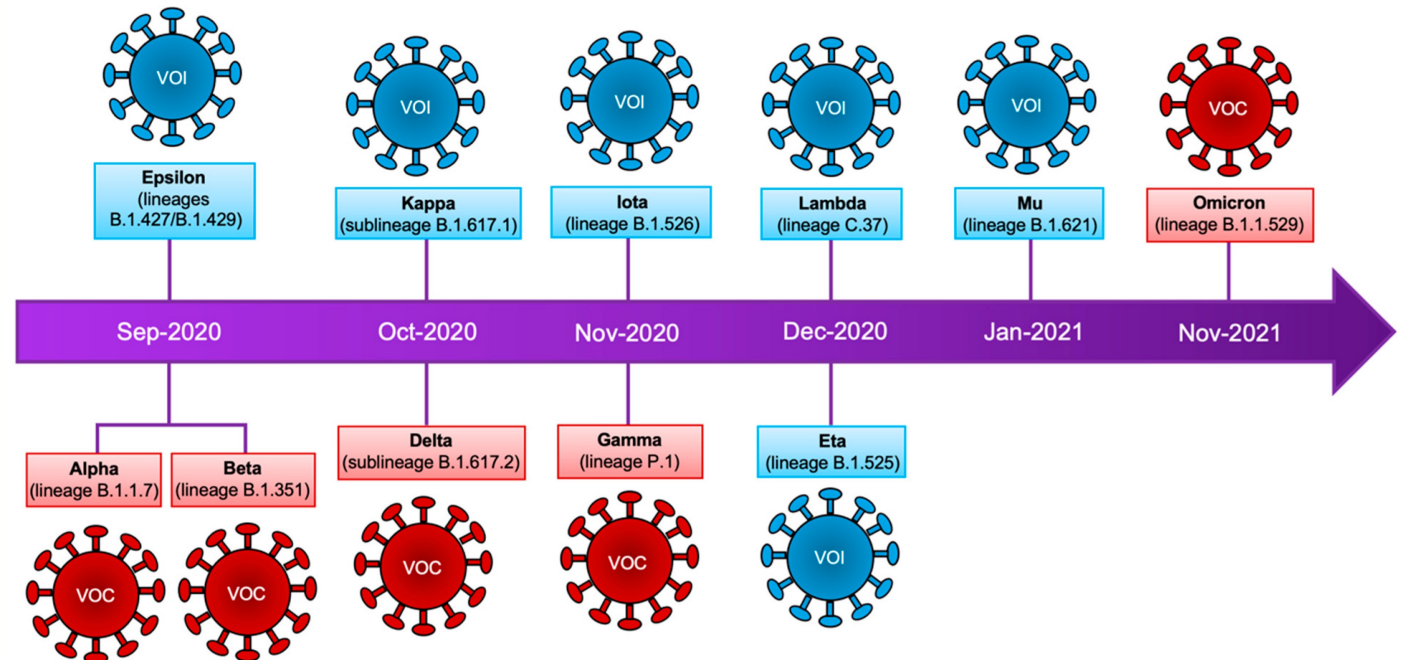 VOI
VOI
VOI
VOI
VOI
VOC
Epsilon
(lineages
B.1.427/B.1.429)
Kappa
(sublineage B.1.617.1)
Iota
(lineage B.1.526)
Lambda
(lineage C.37)
Mu
(lineage B.1.621)
Omicron
(lineage B.1.1.529)
Sep-2020
Oct-2020
Nov-2020
Dec-2020
Jan-2021
Nov-2021
Alpha
(lineage B.1.1.7)
Beta
(lineage B.1.351)
Delta
(sublineage B.1.617.2)
Gamma
(lineage P.1)
Eta
(lineage B.1.525)
VOC
VOC
VOC
VOC
VOI